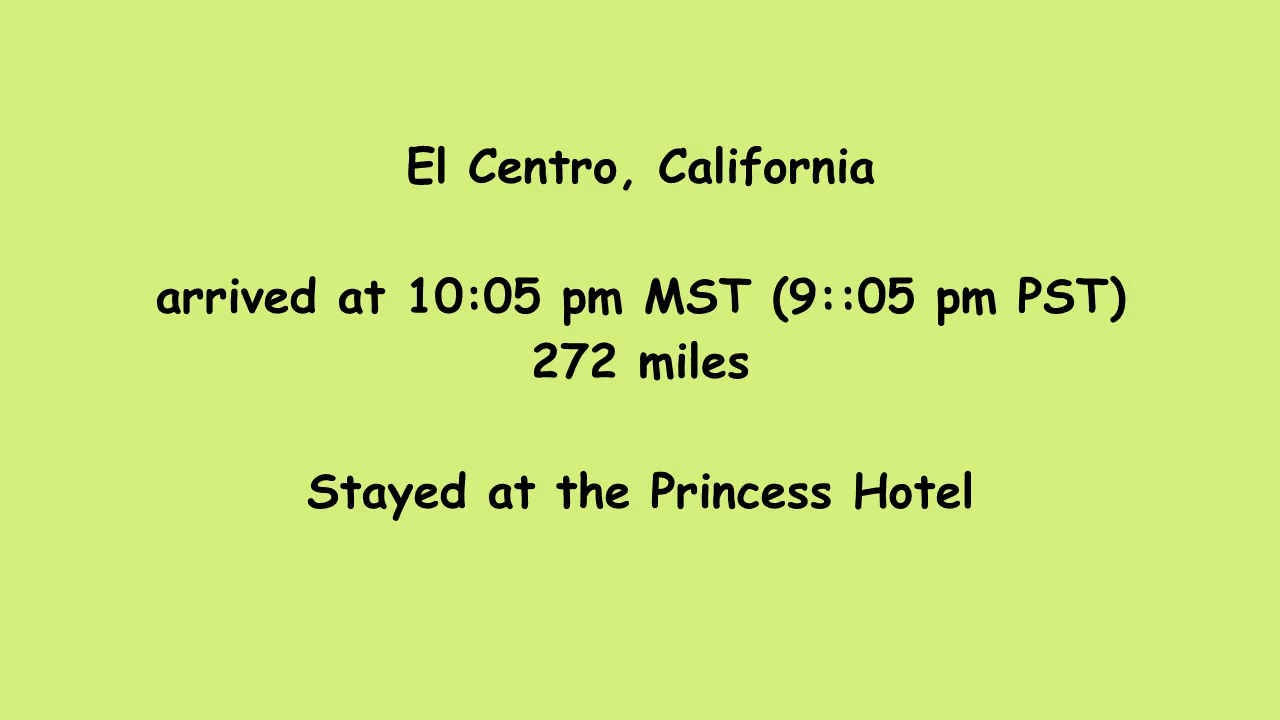 El Centro, California
arrived at 10:05 pm MST (9::05 pm PST)
272 miles
Stayed at the Princess Hotel